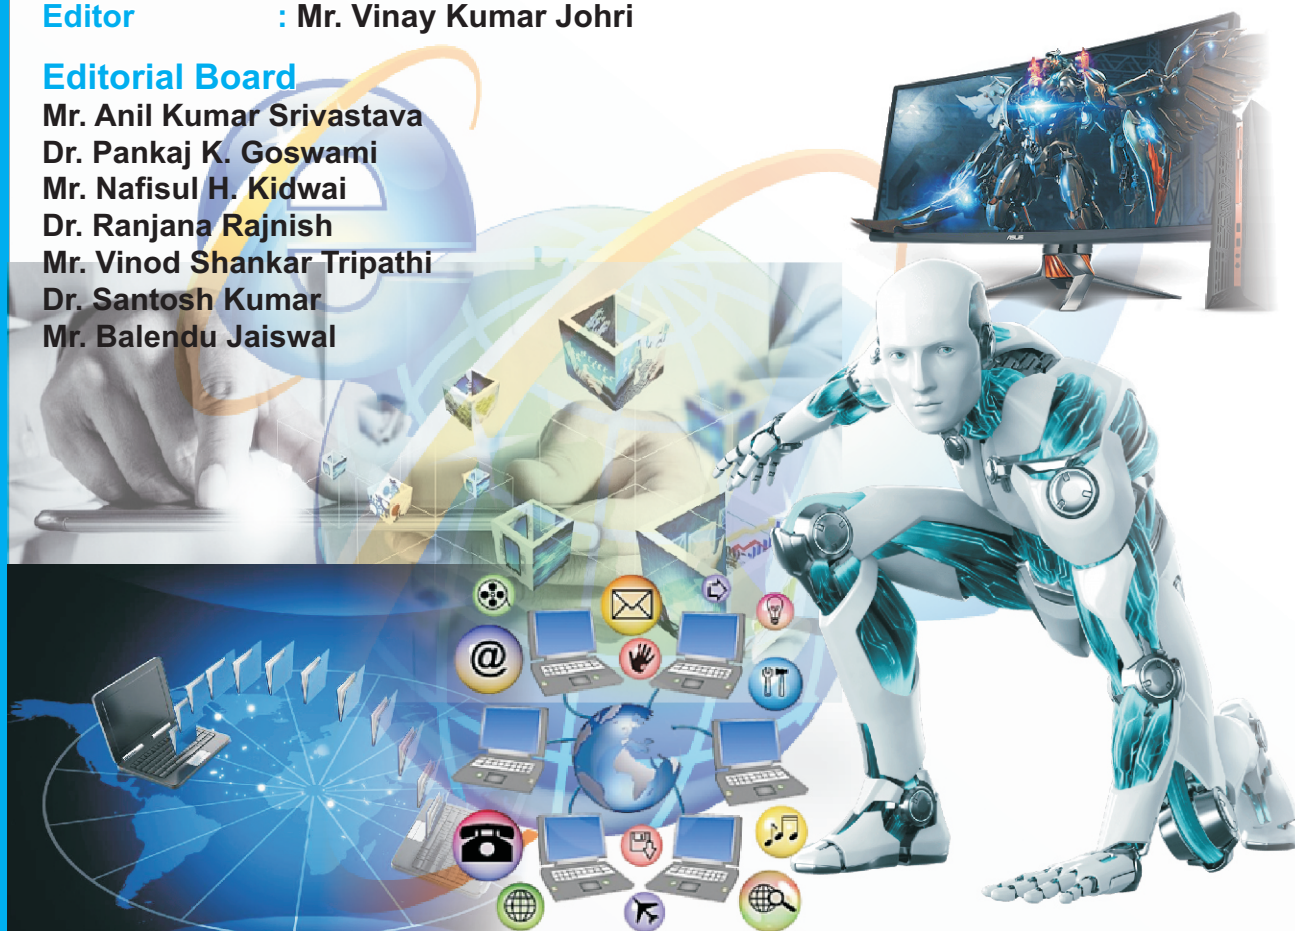 Editor : Mr. Vinay Kumar Johri
Editorial Board
Mr. Anil Kumar Srivastava
Dr. Pankaj K. Goswami
Mr. Nafisul H. Kidwai
Dr. Ranjana Rajnish
Mr. Vinod Shankar Tripathi
Dr. Santosh Kumar
Mr. Balendu Jaiswal
ASUS
@